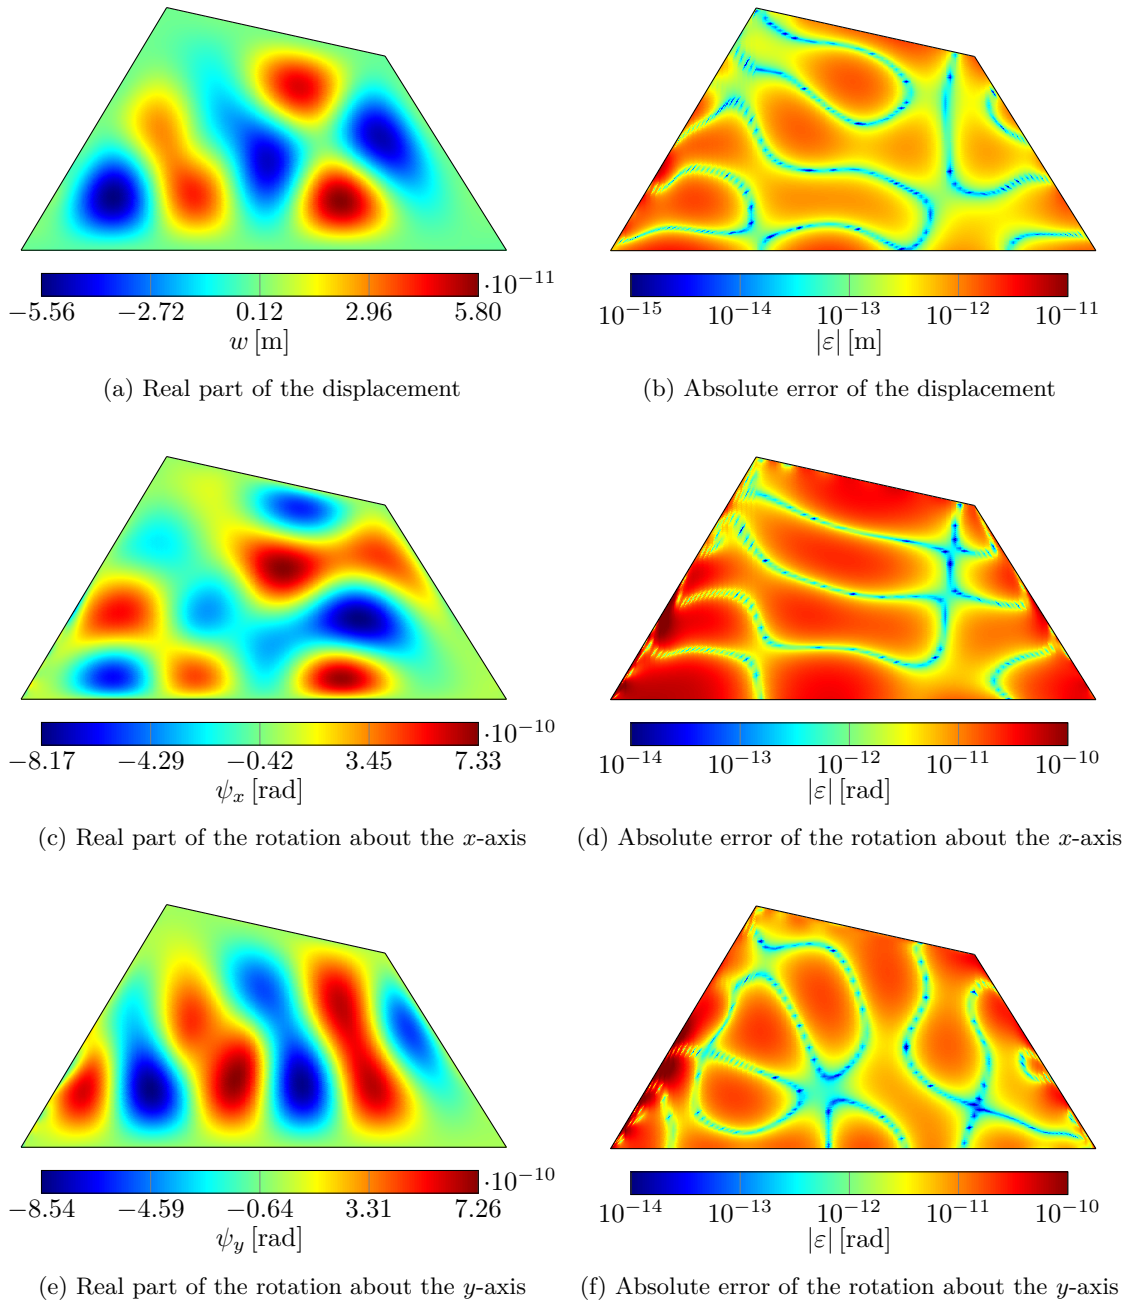 −5.56 −2.72 0.12 2.96 5.80 ·10⁻¹¹
w [m]
10⁻¹⁵ 10⁻¹⁴ 10⁻¹³ 10⁻¹² 10⁻¹¹
|ε| [m]
(a) Real part of the displacement
(b) Absolute error of the displacement
−8.17 −4.29 −0.42 3.45 7.33 ·10⁻¹⁰
ψₓ [rad]
10⁻¹⁴ 10⁻¹³ 10⁻¹² 10⁻¹¹ 10⁻¹⁰
|ε| [rad]
(c) Real part of the rotation about the x-axis
(d) Absolute error of the rotation about the x-axis
−8.54 −4.59 −0.64 3.31 7.26 ·10⁻¹⁰
ψ_y [rad]
10⁻¹⁴ 10⁻¹³ 10⁻¹² 10⁻¹¹ 10⁻¹⁰
|ε| [rad]
(e) Real part of the rotation about the y-axis
(f) Absolute error of the rotation about the y-axis